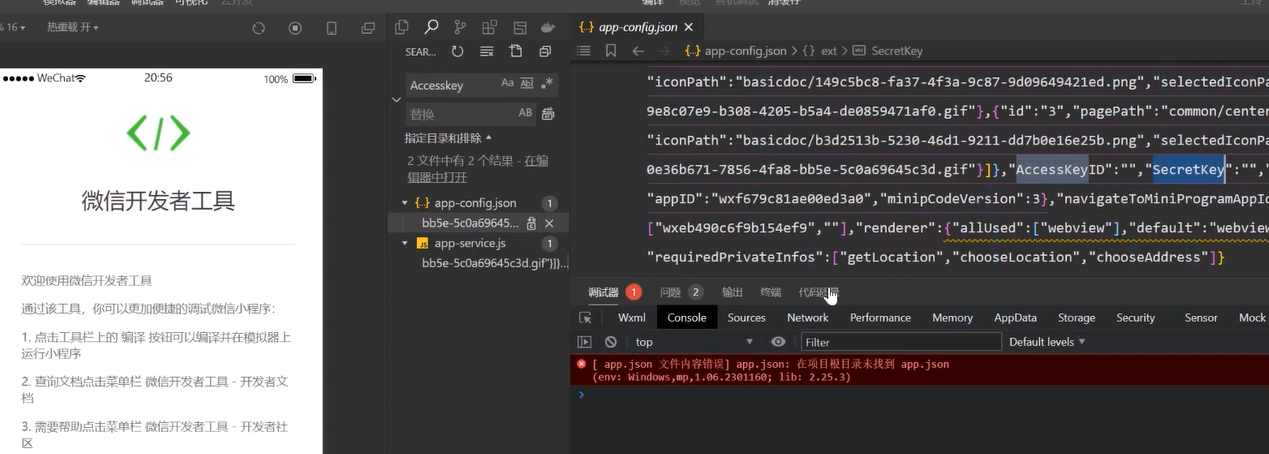 模拟器 编辑器 调试器 可视化 云开发
编译 预览 真机调试 清缓存
上传
16
热重载 开
app-config.json
SEAR...
app-config.json › {} ext › SecretKey
WeChat 20:56 100%
Accesskey
Aa Abl .*
替换
AB
指定目录和排除
2 文件中有 2 个结果 - 在编
辑器中打开
app-config.json 1
bb5e-5c0a69645...
JS app-service.js 1
bb5e-5c0a69645c3d.gif"}]}...
</>
微信开发者工具
欢迎使用微信开发者工具
通过该工具，你可以更加便捷的调试微信小程序：
1. 点击工具栏上的 编译 按钮可以编译并在模拟器上
运行小程序
2. 查询文档点击菜单栏 微信开发者工具 - 开发者文
档
3. 需要帮助点击菜单栏 微信开发者工具 - 开发者社
区
"iconPath":"basicdoc/149c5bc8-fa37-4f3a-9c87-9d09649421ed.png","selectedIconPa
9e8c07e9-b308-4205-b5a4-de0859471af0.gif"},{"id":"3","pagePath":"common/center
"iconPath":"basicdoc/b3d2513b-5230-46d1-9211-dd7b0e16e25b.png","selectedIconPa
0e36b671-7856-4fa8-bb5e-5c0a69645c3d.gif"}]},"AccessKeyID":"","SecretKey":"","
"appID":"wxf679c81ae00ed3a0","minipCodeVersion":3},"navigateToMiniProgramAppId
["wxeb490c6f9b154ef9",""],"renderer":{"allUsed":["webview"],"default":"webview
"requiredPrivateInfos":["getLocation","chooseLocation","chooseAddress"]}
调试器 1 问题 2 输出 终端 代码质量
Wxml Console Sources Network Performance Memory AppData Storage Security Sensor Mock
top Filter Default levels
[ app.json 文件内容错误] app.json: 在项目根目录未找到 app.json
(env: Windows,mp,1.06.2301160; lib: 2.25.3)